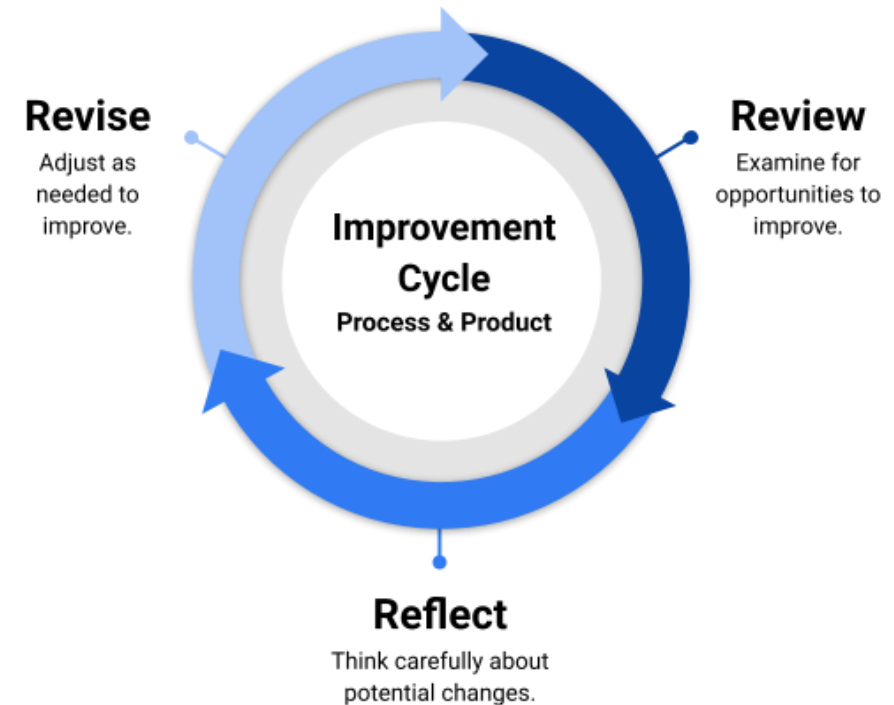 Revise
Adjust as
needed to
improve.
Review
Examine for
opportunities to
improve.
Improvement
Cycle
Process & Product
Reflect
Think carefully about
potential changes.